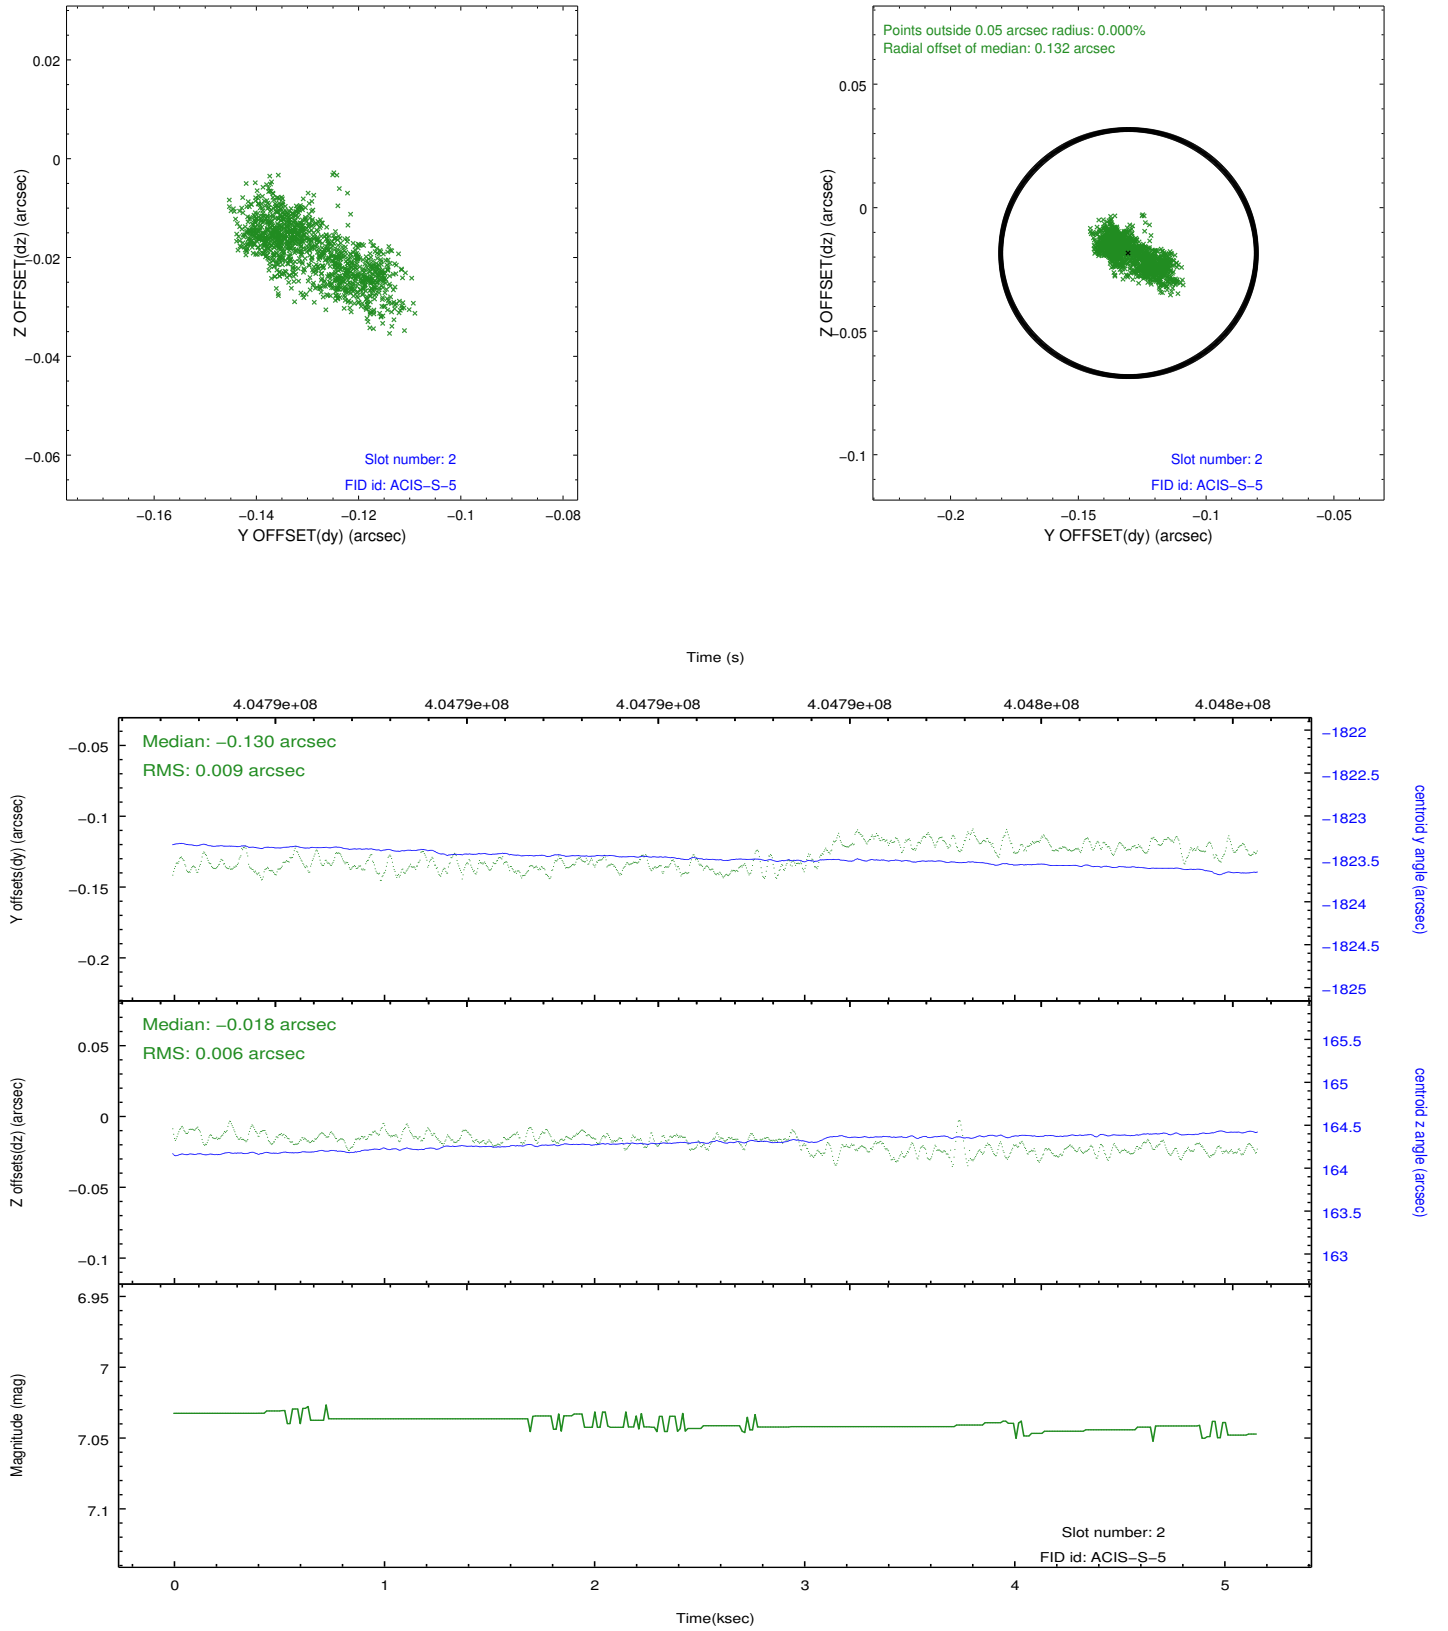 0.02
0
−0.02
−0.04
−0.06
Z OFFSET(dz) (arcsec)
Slot number: 2
FID id: ACIS−S−5
−0.16
−0.14
−0.12
−0.1
−0.08
Y OFFSET(dy) (arcsec)
Points outside 0.05 arcsec radius: 0.000%
Radial offset of median: 0.132 arcsec
0.05
0
−0.05
−0.1
Z OFFSET(dz) (arcsec)
Slot number: 2
FID id: ACIS−S−5
−0.2
−0.15
−0.1
−0.05
Y OFFSET(dy) (arcsec)
Time (s)
4.0479e+08
4.0479e+08
4.0479e+08
4.0479e+08
4.048e+08
4.048e+08
Median: −0.130 arcsec
RMS: 0.009 arcsec
−0.05
−0.1
−0.15
−0.2
Y offsets(dy) (arcsec)
−1822
−1822.5
−1823
−1823.5
−1824
−1824.5
−1825
centroid y angle (arcsec)
Median: −0.018 arcsec
RMS: 0.006 arcsec
0.05
0
−0.05
−0.1
Z offsets(dz) (arcsec)
165.5
165
164.5
164
163.5
163
centroid z angle (arcsec)
6.95
7
7.05
7.1
Magnitude (mag)
Slot number: 2
FID id: ACIS−S−5
0
1
2
3
4
5
Time(ksec)